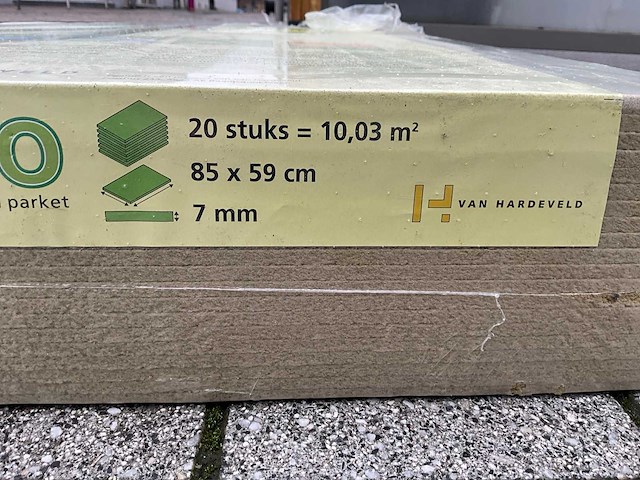 20 stuks = 10,03 m²
85 x 59 cm
parket
7 mm
VAN HARDEVELD